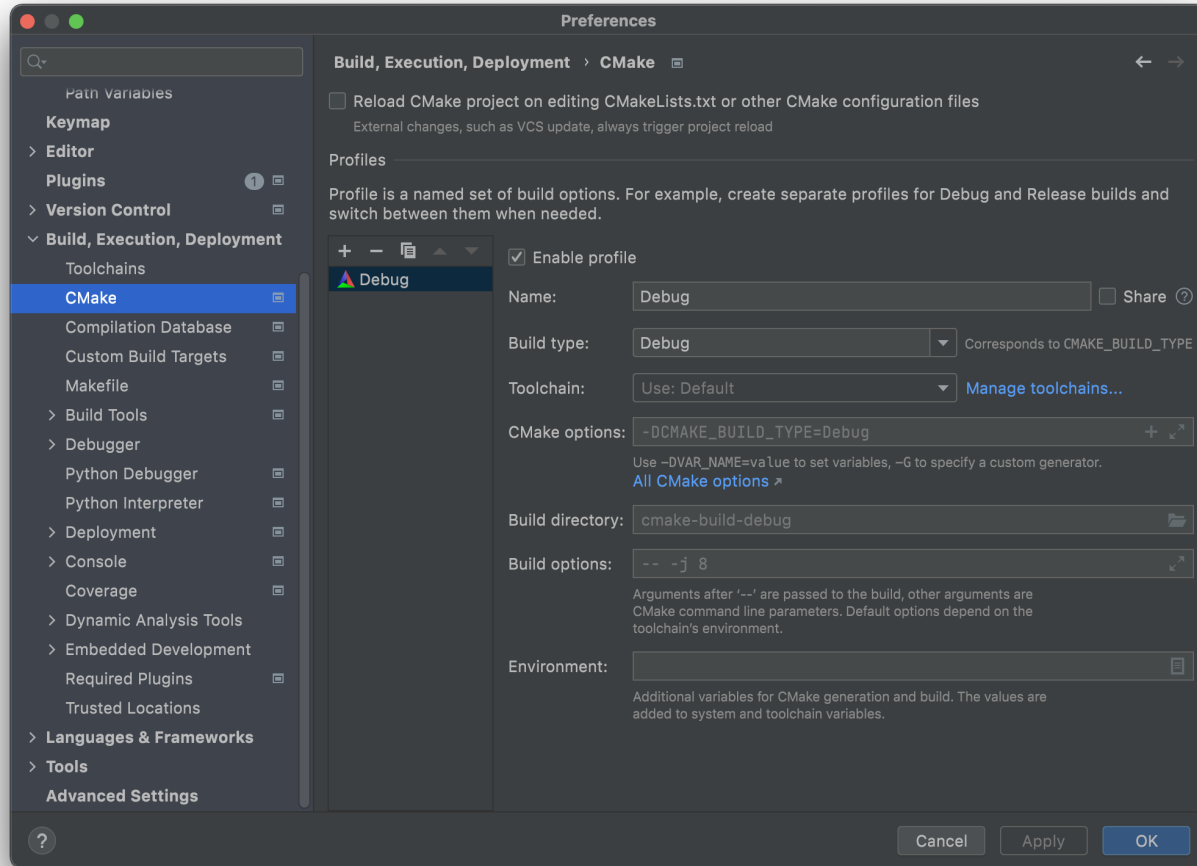 Preferences
Path Variables
Keymap
Editor
Plugins 1
Version Control
Build, Execution, Deployment
Toolchains
CMake
Compilation Database
Custom Build Targets
Makefile
Build Tools
Debugger
Python Debugger
Python Interpreter
Deployment
Console
Coverage
Dynamic Analysis Tools
Embedded Development
Required Plugins
Trusted Locations
Languages & Frameworks
Tools
Advanced Settings
Build, Execution, Deployment › CMake
Reload CMake project on editing CMakeLists.txt or other CMake configuration files
External changes, such as VCS update, always trigger project reload
Profiles
Profile is a named set of build options. For example, create separate profiles for Debug and Release builds and
switch between them when needed.
Debug
Enable profile
Name: Debug Share ?
Build type: Debug Corresponds to CMAKE_BUILD_TYPE
Toolchain: Use: Default Manage toolchains...
CMake options: -DCMAKE_BUILD_TYPE=Debug
Use -DVAR_NAME=value to set variables, -G to specify a custom generator.
All CMake options ↗
Build directory: cmake-build-debug
Build options: -- -j 8
Arguments after '--' are passed to the build, other arguments are
CMake command line parameters. Default options depend on the
toolchain's environment.
Environment:
Additional variables for CMake generation and build. The values are
added to system and toolchain variables.
? Cancel Apply OK